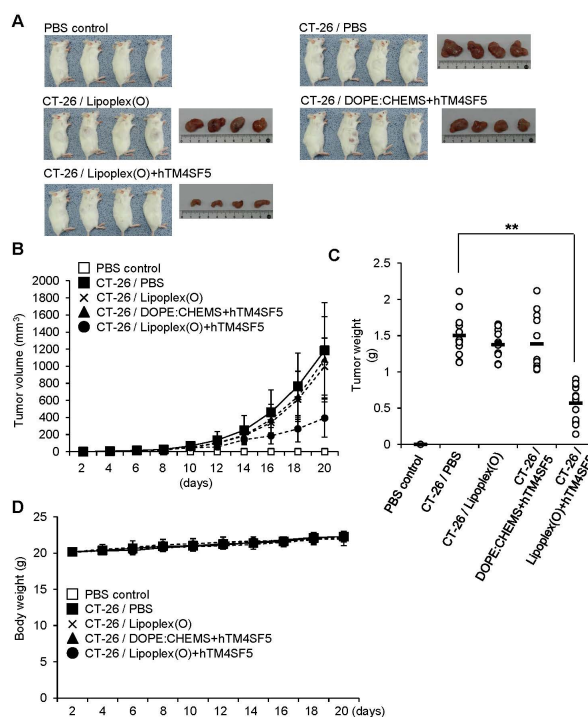 A
PBS control
CT-26 / PBS
CT-26 / Lipoplex(O)
CT-26 / DOPE:CHEMS+hTM4SF5
CT-26 / Lipoplex(O)+hTM4SF5
B
PBS control
CT-26 / PBS
CT-26 / Lipoplex(O)
CT-26 / DOPE:CHEMS+hTM4SF5
CT-26 / Lipoplex(O)+hTM4SF5
Tumor volume (mm3)
2000
1800
1600
1400
1200
1000
800
600
400
200
0
2 4 6 8 10 12 14 16 18 20
(days)
C
**
Tumor weight
(g)
2.5
2
1.5
1
0.5
0
PBS control
CT-26 / PBS
CT-26 / Lipoplex(O)
CT-26 /
DOPE:CHEMS+hTM4SF5
CT-26 /
Lipoplex(O)+hTM4SF5
D
Body weight (g)
25
20
15
10
5
0
PBS control
CT-26 / PBS
CT-26 / Lipoplex(O)
CT-26 / DOPE:CHEMS+hTM4SF5
CT-26 / Lipoplex(O)+hTM4SF5
2 4 6 8 10 12 14 16 18 20 (days)